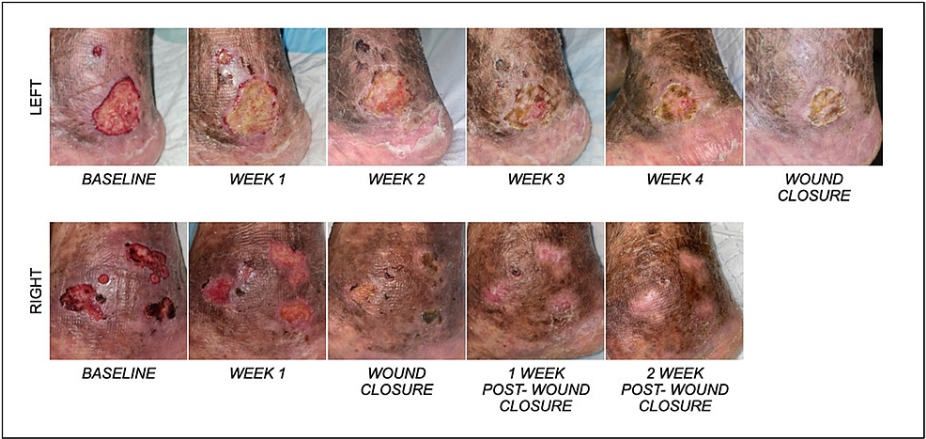 LEFT
BASELINE
WEEK 1
WEEK 2
WEEK 3
WEEK 4
WOUND
CLOSURE
RIGHT
BASELINE
WEEK 1
WOUND
CLOSURE
1 WEEK
POST- WOUND
CLOSURE
2 WEEK
POST- WOUND
CLOSURE